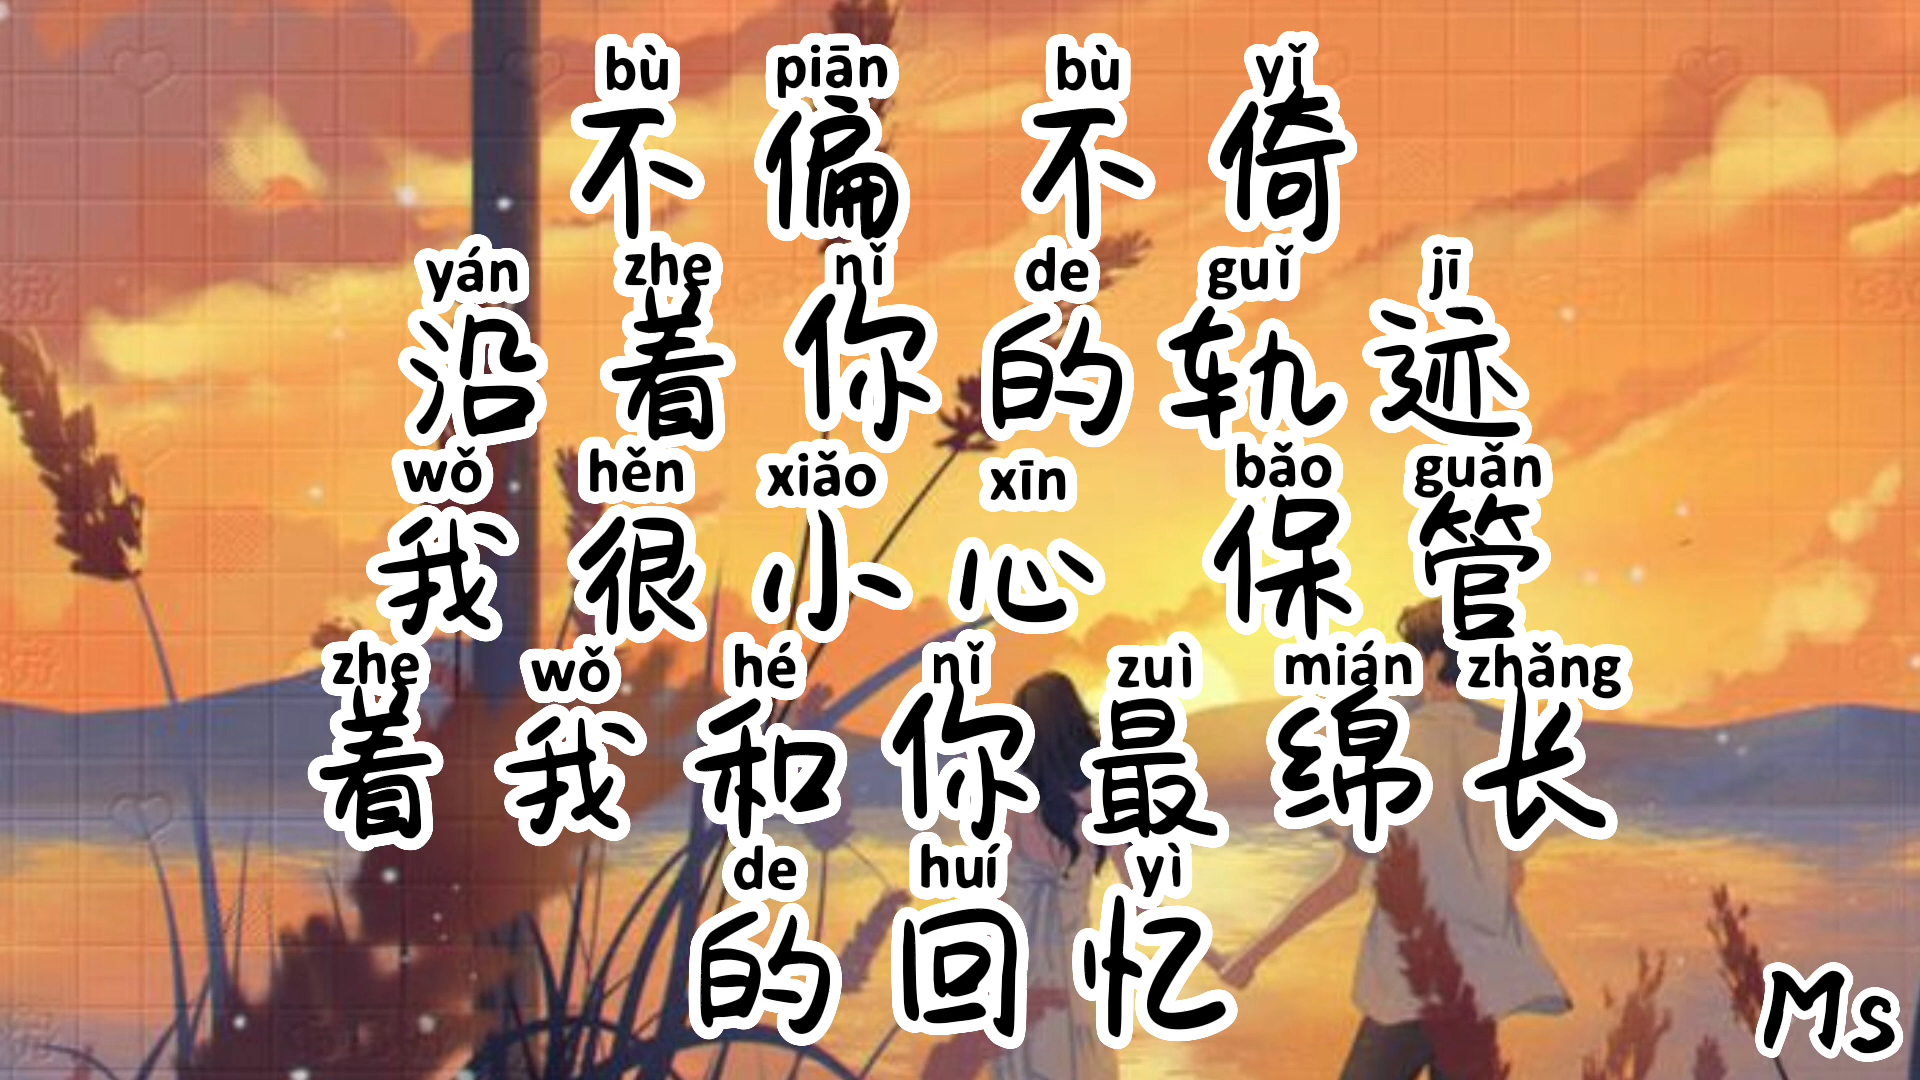 bù piān bù yǐ
不偏不倚
yán zhe nǐ de guǐ jī
沿着你的轨迹
wǒ hěn xiǎo xīn bǎo guǎn
我很小心 保管
zhe wǒ hé nǐ zuì mián zhǎng
着我和你最绵长
de huí yì
的回忆
Ms